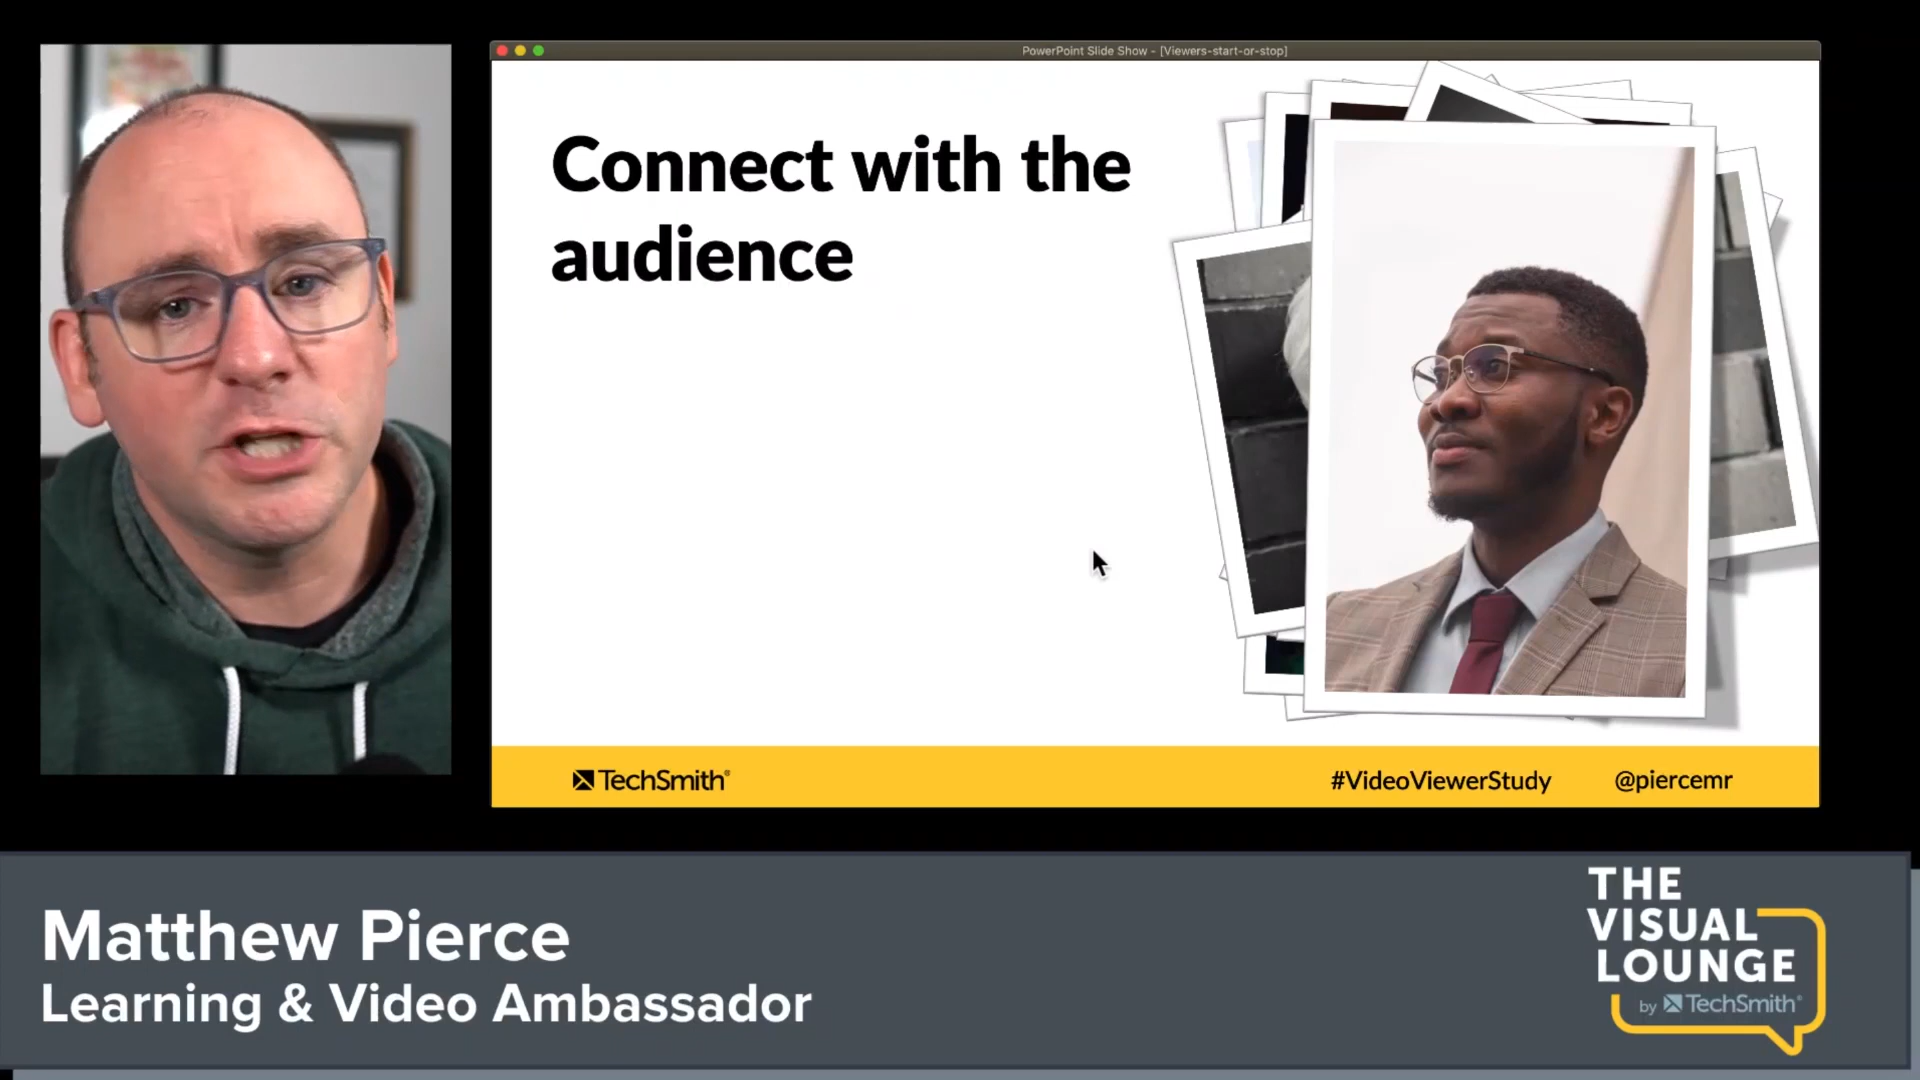 PowerPoint Slide Show - [Viewers-start-or-stop]
Connect with the
audience
TechSmith®
#VideoViewerStudy
@piercemr
Matthew Pierce
Learning & Video Ambassador
THE
VISUAL
LOUNGE
by TechSmith®